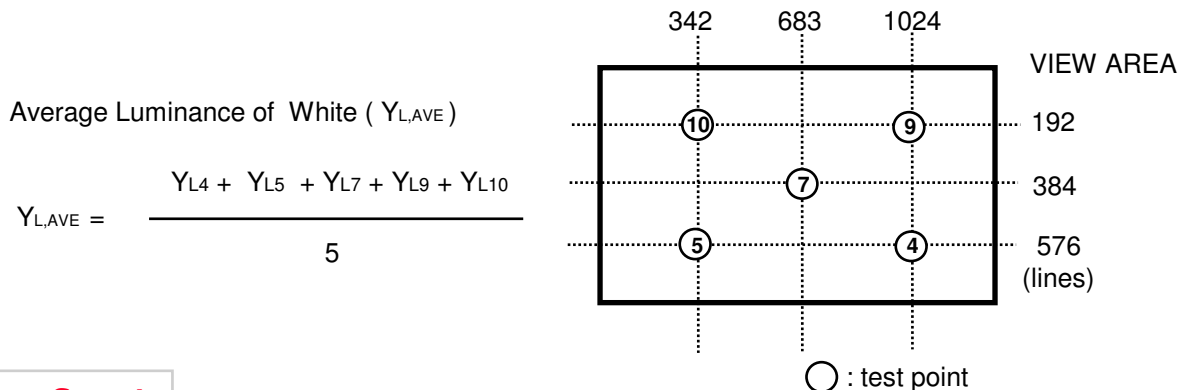 342 683 1024
VIEW AREA
Average Luminance of White ( YL,AVE )
10 9 192
YL4 + YL5 + YL7 + YL9 + YL10
7 384
YL,AVE =
5
5 4 576
(lines)
: test point